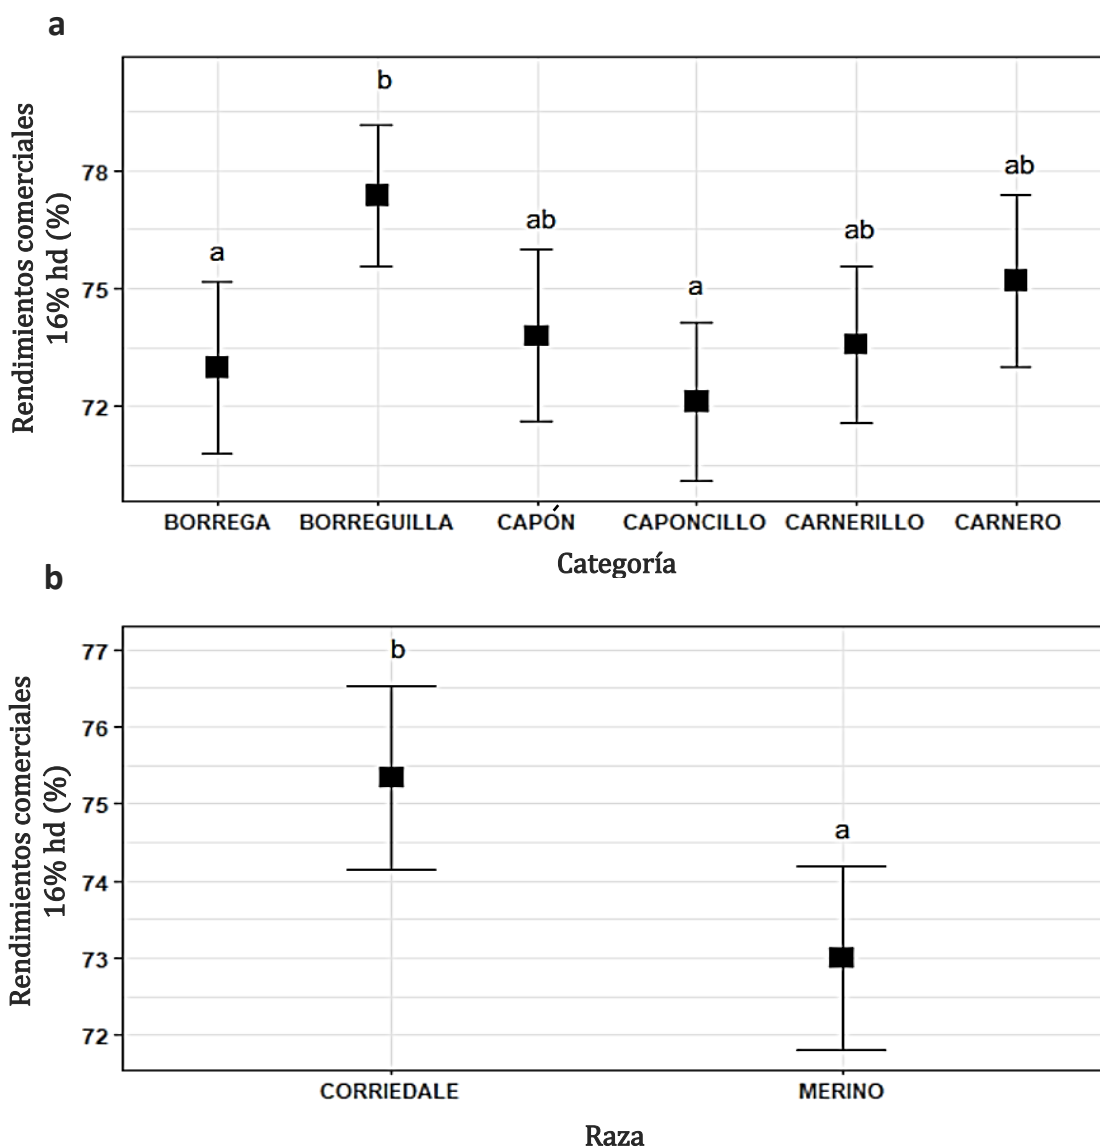 a
Rendimientos comerciales
16% hd (%)
78
75
72
a
b
ab
a
ab
ab
BORREGA
BORREGUILLA
CAPÓN
CAPONCILLO
CARNERILLO
CARNERO
Categoría
b
Rendimientos comerciales
16% hd (%)
77
76
75
74
73
72
b
a
CORRIEDALE
MERINO
Raza